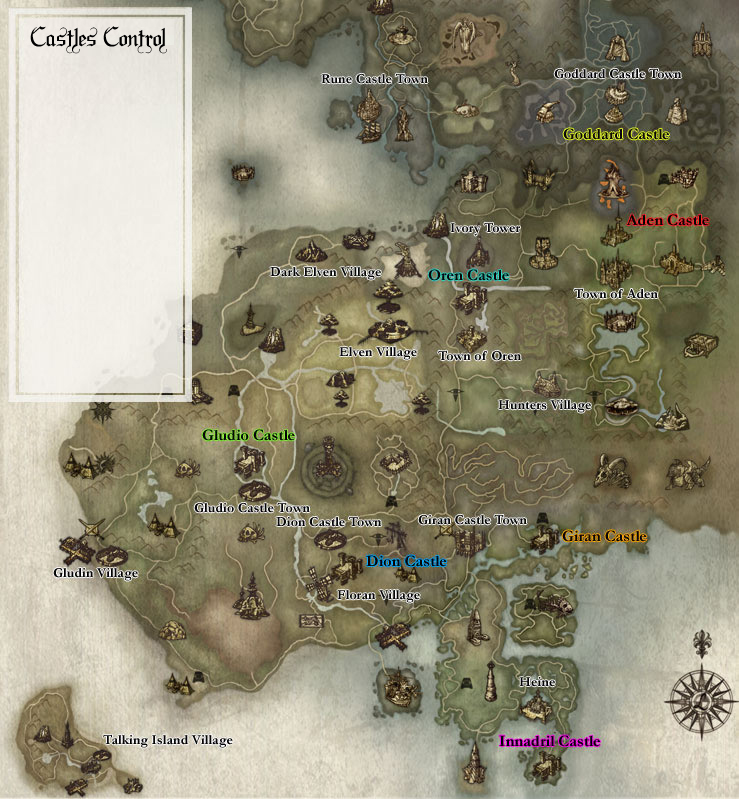 Castles Control
Rune Castle Town
Goddard Castle Town
Goddard Castle
Aden Castle
Ivory Tower
Dark Elven Village
Oren Castle
Town of Aden
Elven Village
Town of Oren
Hunters Village
Gludio Castle
Gludio Castle Town
Dion Castle Town
Giran Castle Town
Giran Castle
Dion Castle
Gludin Village
Eloran Village
Heine
Talking Island Village
Innadril Castle